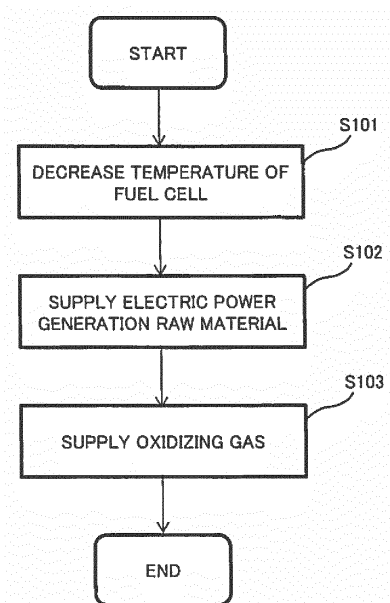 START
S101
DECREASE TEMPERATURE OF
FUEL CELL
S102
SUPPLY ELECTRIC POWER
GENERATION RAW MATERIAL
S103
SUPPLY OXIDIZING GAS
END